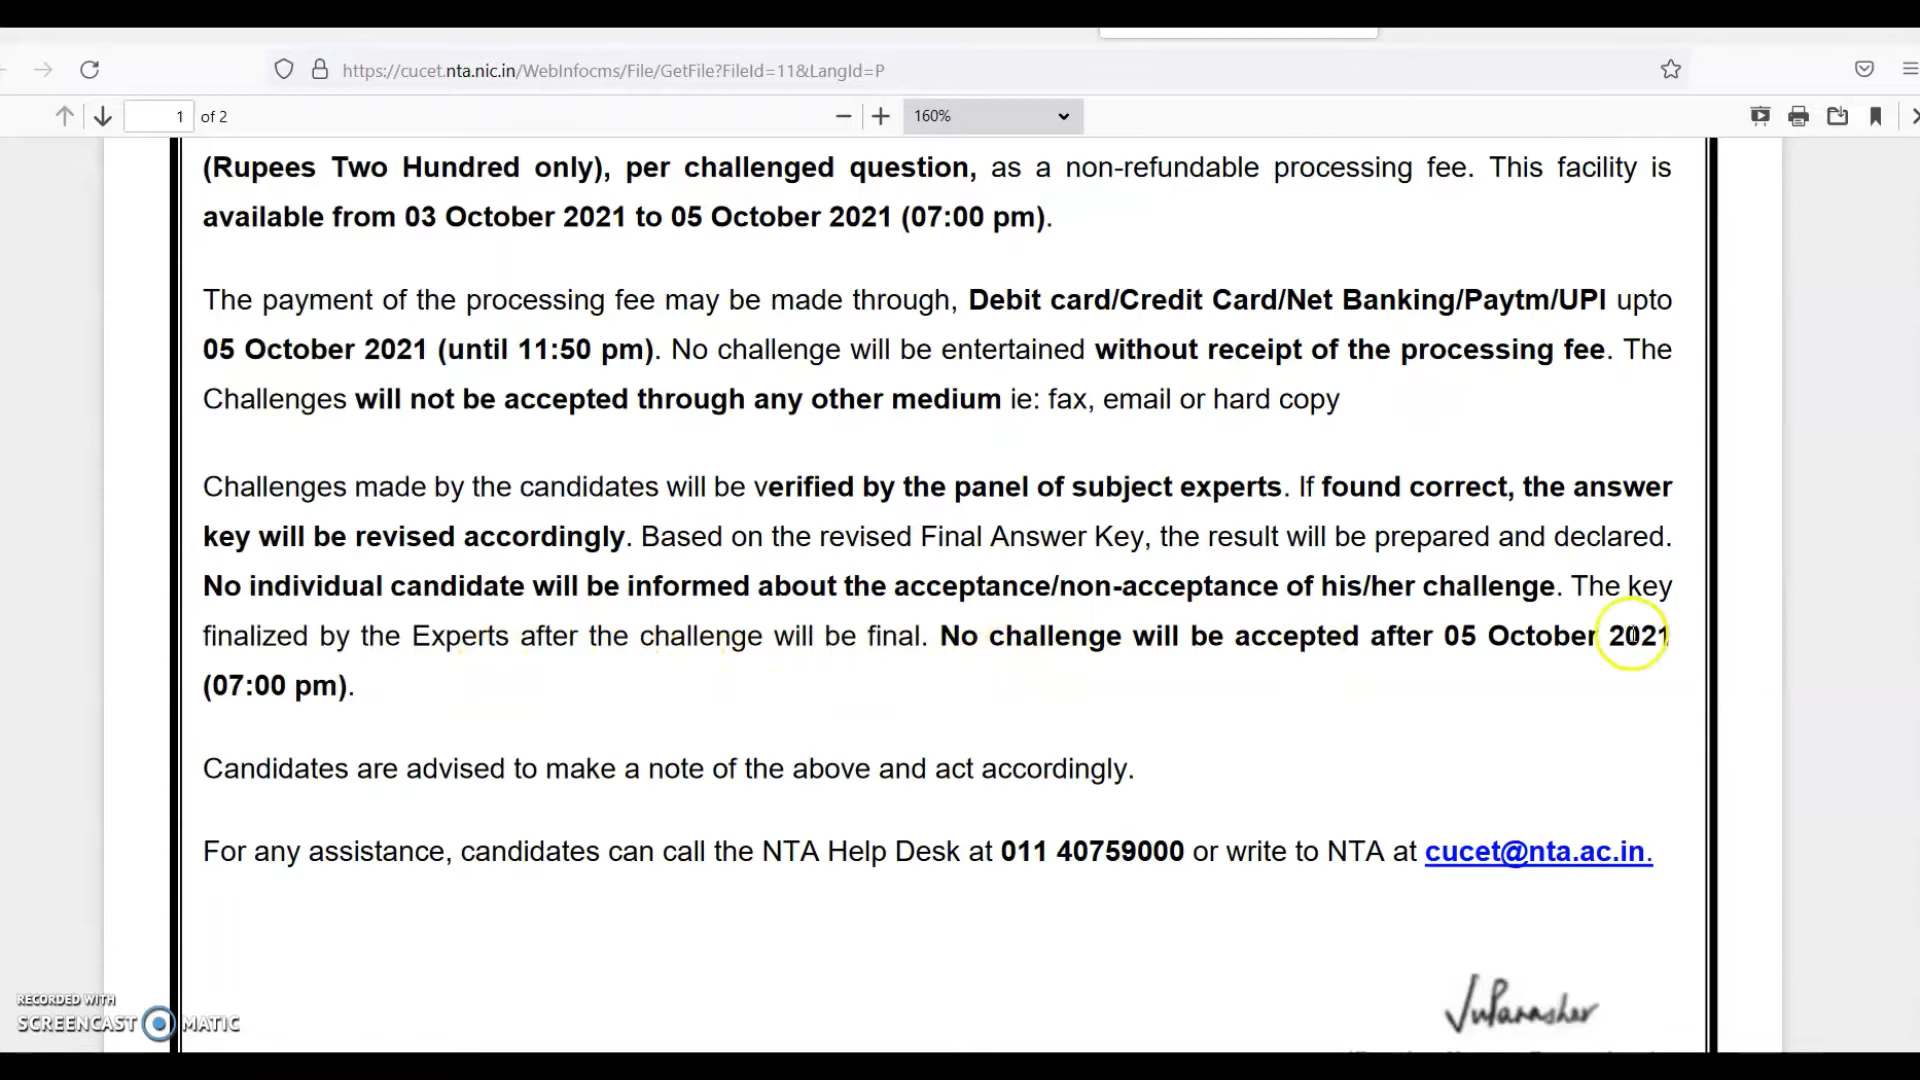 https://cucet.nta.nic.in/WebInfocms/File/GetFile?FileId=11&LangId=P
1 of 2
160%
(Rupees Two Hundred only), per challenged question, as a non-refundable processing fee. This facility is
available from 03 October 2021 to 05 October 2021 (07:00 pm).
The payment of the processing fee may be made through, Debit card/Credit Card/Net Banking/Paytm/UPI upto
05 October 2021 (until 11:50 pm). No challenge will be entertained without receipt of the processing fee. The
Challenges will not be accepted through any other medium ie: fax, email or hard copy
Challenges made by the candidates will be verified by the panel of subject experts. If found correct, the answer
key will be revised accordingly. Based on the revised Final Answer Key, the result will be prepared and declared.
No individual candidate will be informed about the acceptance/non-acceptance of his/her challenge. The key
finalized by the Experts after the challenge will be final. No challenge will be accepted after 05 October 2021
(07:00 pm).
Candidates are advised to make a note of the above and act accordingly.
For any assistance, candidates can call the NTA Help Desk at 011 40759000 or write to NTA at cucet@nta.ac.in.
RECORDED WITH
SCREENCAST MATIC